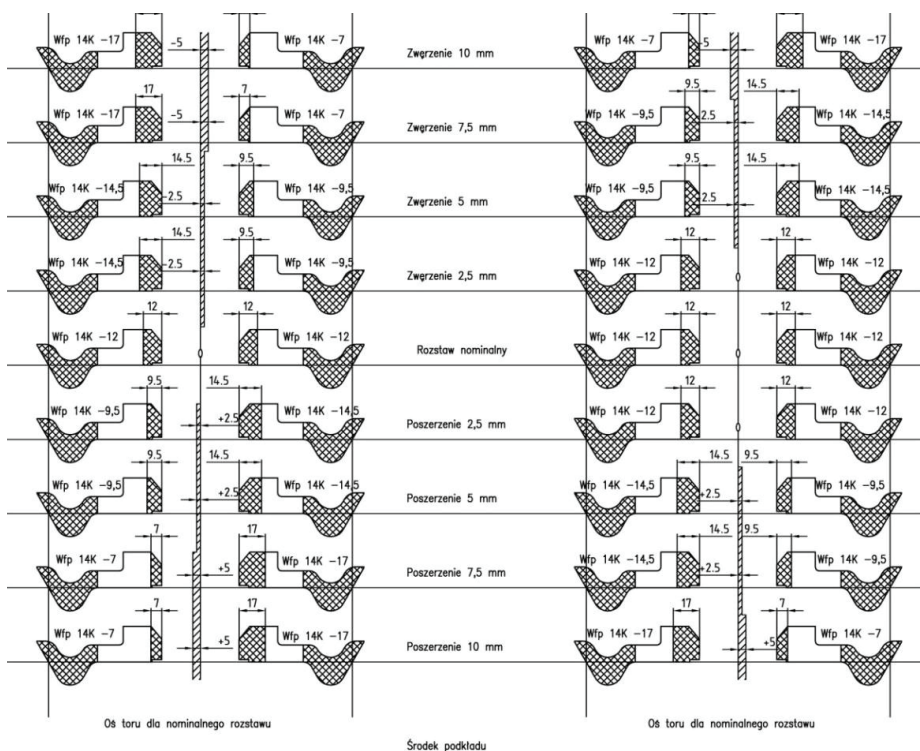 Wfp 14K -17 -5 Wfp 14K -7 Zwęrzenie 10 mm Wfp 14K -7 -5 Wfp 14K -17
17 7 9.5 14.5
Wfp 14K -17 -5 Wfp 14K -7 Zwęrzenie 7,5 mm Wfp 14K -9,5 2.5 Wfp 14K -14,5
14.5 9.5 9.5 14.5
Wfp 14K -14,5 -2.5 Wfp 14K -9,5 Zwęrzenie 5 mm Wfp 14K -9,5 2.5 Wfp 14K -14,5
14.5 9.5 12 12
Wfp 14K -14,5 -2.5 Wfp 14K -9,5 Zwęrzenie 2,5 mm Wfp 14K -12 Wfp 14K -12
12 12 12 12
Wfp 14K -12 Wfp 14K -12 Rozstaw nominalny Wfp 14K -12 Wfp 14K -12
9.5 14.5 12 12
Wfp 14K -9,5 +2.5 Wfp 14K -14,5 Poszerzenie 2,5 mm Wfp 14K -12 Wfp 14K -12
9.5 14.5 14.5 9.5
Wfp 14K -9,5 +2.5 Wfp 14K -14,5 Poszerzenie 5 mm Wfp 14K -14,5 +2.5 Wfp 14K -9,5
7 17 14.5 9.5
Wfp 14K -7 +5 Wfp 14K -17 Poszerzenie 7,5 mm Wfp 14K -14,5 +2.5 Wfp 14K -9,5
7 17 17 7
Wfp 14K -7 +5 Wfp 14K -17 Poszerzenie 10 mm Wfp 14K -17 +5 Wfp 14K -7
Oś toru dla nominalnego rozstawu Oś toru dla nominalnego rozstawu
Środek podkładu